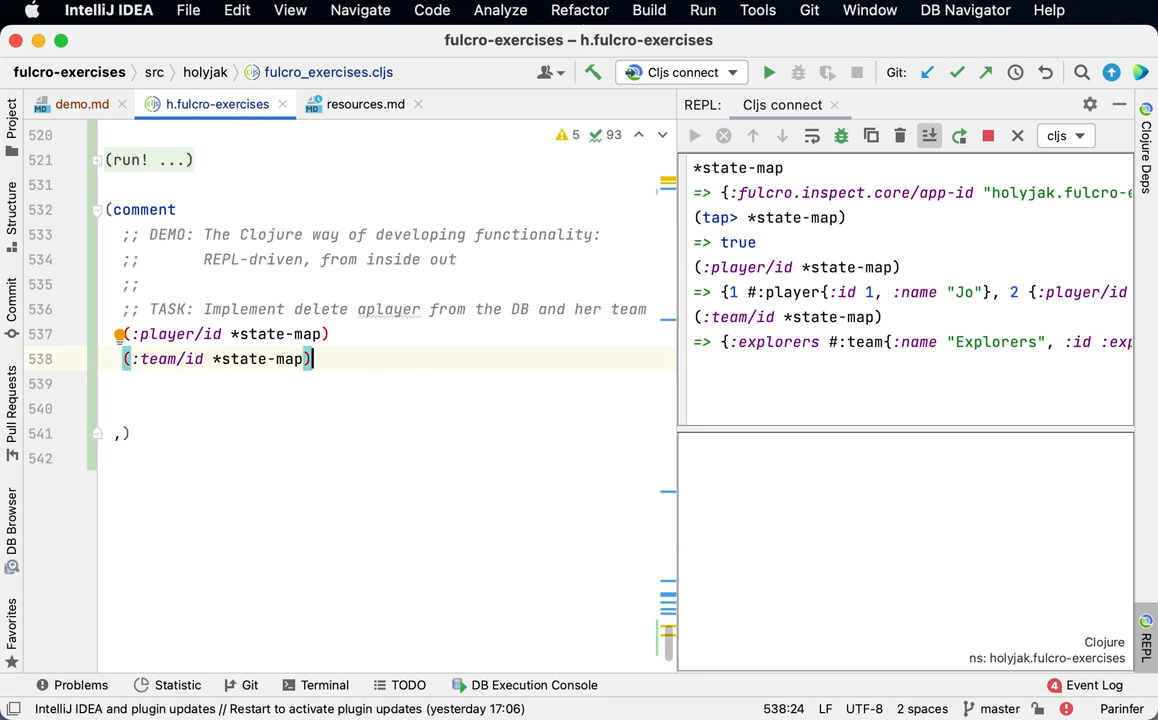 IntelliJ IDEA File Edit View Navigate Code Analyze Refactor Build Run Tools Git Window DB Navigator Help
fulcro-exercises – h.fulcro-exercises
fulcro-exercises src holyjak fulcro_exercises.cljs Cljs connect Git:
demo.md h.fulcro-exercises resources.md
REPL: Cljs connect
cljs
Project
Structure
Commit
Pull Requests
DB Browser
Favorites
5 93
520
521 (run! ...)
531
532 (comment
533 ;; DEMO: The Clojure way of developing functionality:
534 ;; REPL-driven, from inside out
535 ;;
536 ;; TASK: Implement delete aplayer from the DB and her team
537 (:player/id *state-map)
538 (:team/id *state-map)
539
540
541 ,)
542
*state-map
=> {:fulcro.inspect.core/app-id "holyjak.fulcro-e
(tap> *state-map)
=> true
(:player/id *state-map)
=> {1 #:player{:id 1, :name "Jo"}, 2 {:player/id
(:team/id *state-map)
=> {:explorers #:team{:name "Explorers", :id :exp
Clojure
ns: holyjak.fulcro-exercises
Clojure Deps
REPL
Problems Statistic Git Terminal TODO DB Execution Console 4 Event Log
IntelliJ IDEA and plugin updates // Restart to activate plugin updates (yesterday 17:06) 538:24 LF UTF-8 2 spaces master Parinfer